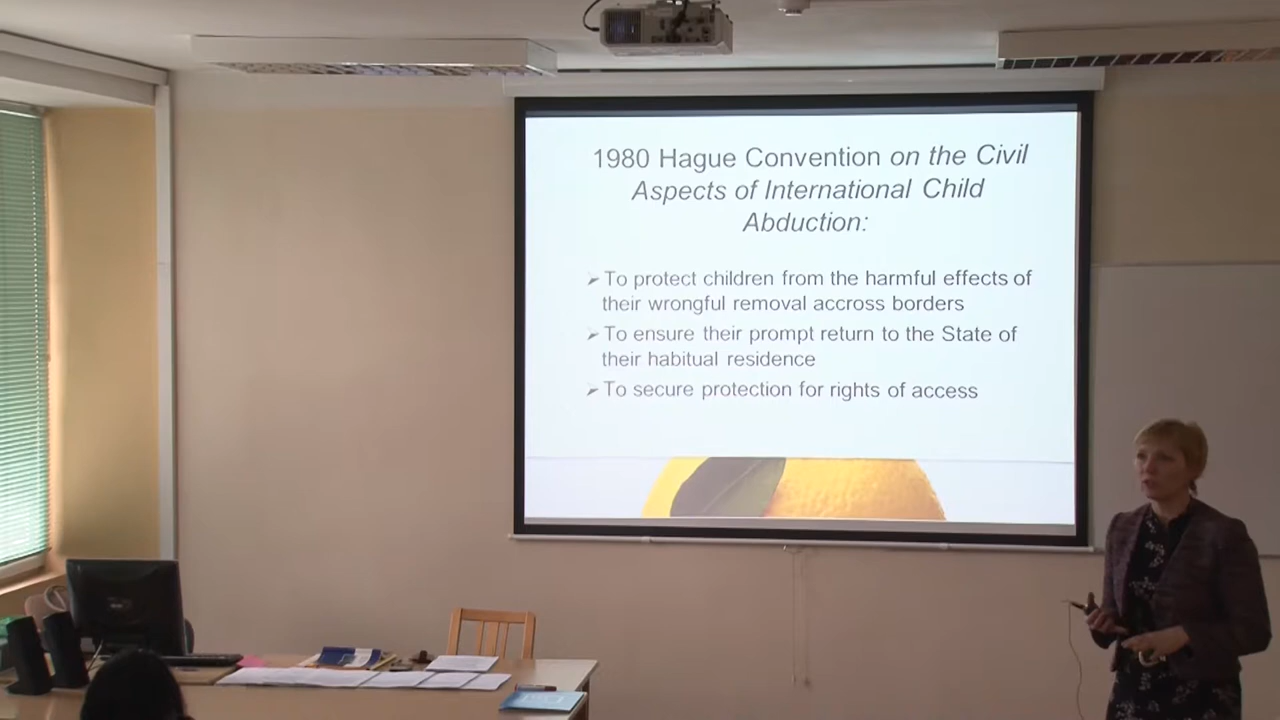 1980 Hague Convention on the Civil
Aspects of International Child
Abduction:
➢To protect children from the harmful effects of
their wrongful removal accross borders
➢To ensure their prompt return to the State of
their habitual residence
➢To secure protection for rights of access